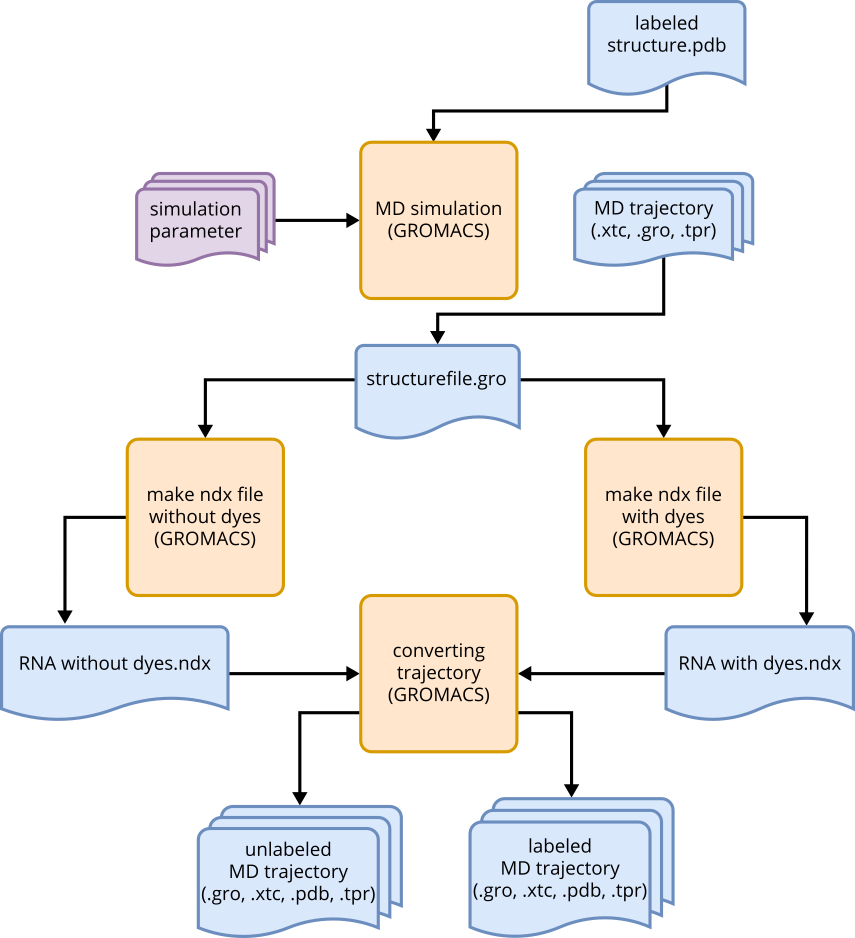 labeled
structure.pdb
simulation
parameter
MD simulation
(GROMACS)
MD trajectory
(.xtc, .gro, .tpr)
structurefile.gro
make ndx file
without dyes
(GROMACS)
make ndx file
with dyes
(GROMACS)
RNA without dyes.ndx
converting
trajectory
(GROMACS)
RNA with dyes.ndx
unlabeled
MD trajectory
(.gro, .xtc, .pdb, .tpr)
labeled
MD trajectory
(.gro, .xtc, .pdb, .tpr)